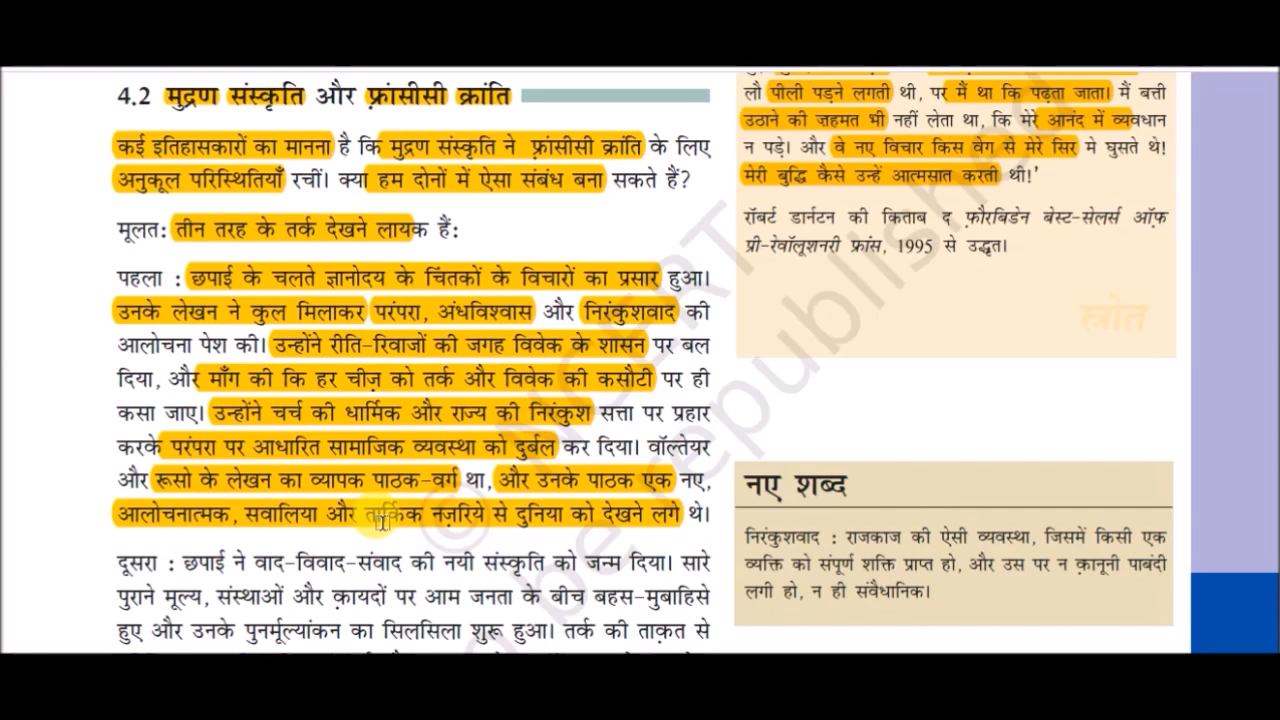 4.2 मुद्रण संस्कृति और फ़्रांसीसी क्रांति
कई इतिहासकारों का मानना है कि मुद्रण संस्कृति ने फ़्रांसीसी क्रांति के लिए
अनुकूल परिस्थितियाँ रचीं। क्या हम दोनों में ऐसा संबंध बना सकते हैं?
मूलत: तीन तरह के तर्क देखने लायक हैं:
पहला : छपाई के चलते ज्ञानोदय के चिंतकों के विचारों का प्रसार हुआ।
उनके लेखन ने कुल मिलाकर परंपरा, अंधविश्वास और निरंकुशवाद की
आलोचना पेश की। उन्होंने रीति-रिवाजों की जगह विवेक के शासन पर बल
दिया, और माँग की कि हर चीज़ को तर्क और विवेक की कसौटी पर ही
कसा जाए। उन्होंने चर्च की धार्मिक और राज्य की निरंकुश सत्ता पर प्रहार
करके परंपरा पर आधारित सामाजिक व्यवस्था को दुर्बल कर दिया। वॉल्तेयर
और रूसो के लेखन का व्यापक पाठक-वर्ग था, और उनके पाठक एक नए,
आलोचनात्मक, सवालिया और तार्किक नज़रिये से दुनिया को देखने लगे थे।
दूसरा : छपाई ने वाद-विवाद-संवाद की नयी संस्कृति को जन्म दिया। सारे
पुराने मूल्य, संस्थाओं और क़ायदों पर आम जनता के बीच बहस-मुबाहिसे
हुए और उनके पुनर्मूल्यांकन का सिलसिला शुरू हुआ। तर्क की ताक़त से
लौ पीली पड़ने लगती थी, पर मैं था कि पढ़ता जाता। मैं बत्ती
उठाने की ज़हमत भी नहीं लेता था, कि मेरे आनंद में व्यवधान
न पड़े। और वे नए विचार किस वेग से मेरे सिर मे घुसते थे!
मेरी बुद्धि कैसे उन्हें आत्मसात करती थी!'
रॉबर्ट डार्नटन की किताब द फ़ौरबिडेन बेस्ट-सेलर्स ऑफ़
प्री-रेवॉलूशनरी फ्रांस, 1995 से उद्धृत।
स्त्रोत
नए शब्द
निरंकुशवाद : राजकाज की ऐसी व्यवस्था, जिसमें किसी एक
व्यक्ति को संपूर्ण शक्ति प्राप्त हो, और उस पर न क़ानूनी पाबंदी
लगी हो, न ही संवैधानिक।
© NCERT
be republished